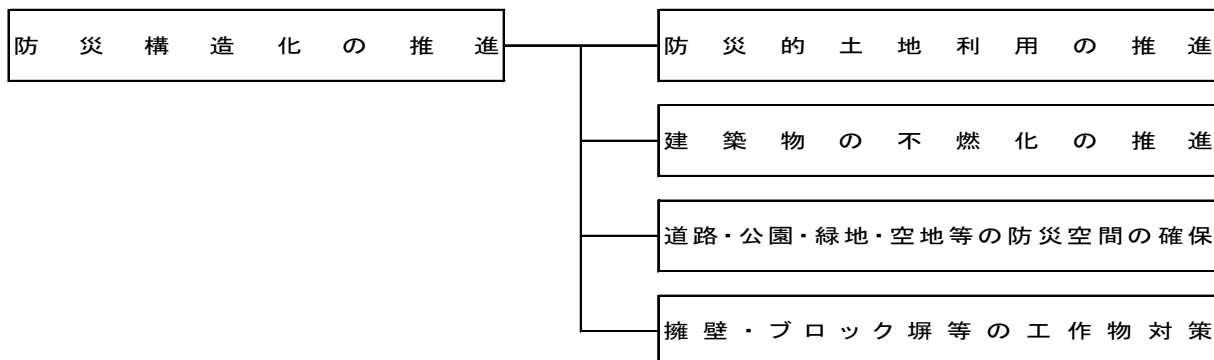 防災構造化の推進
防災的土地利用の推進
建築物の不燃化の推進
道路・公園・緑地・空地等の防災空間の確保
擁壁・ブロック塀等の工作物対策